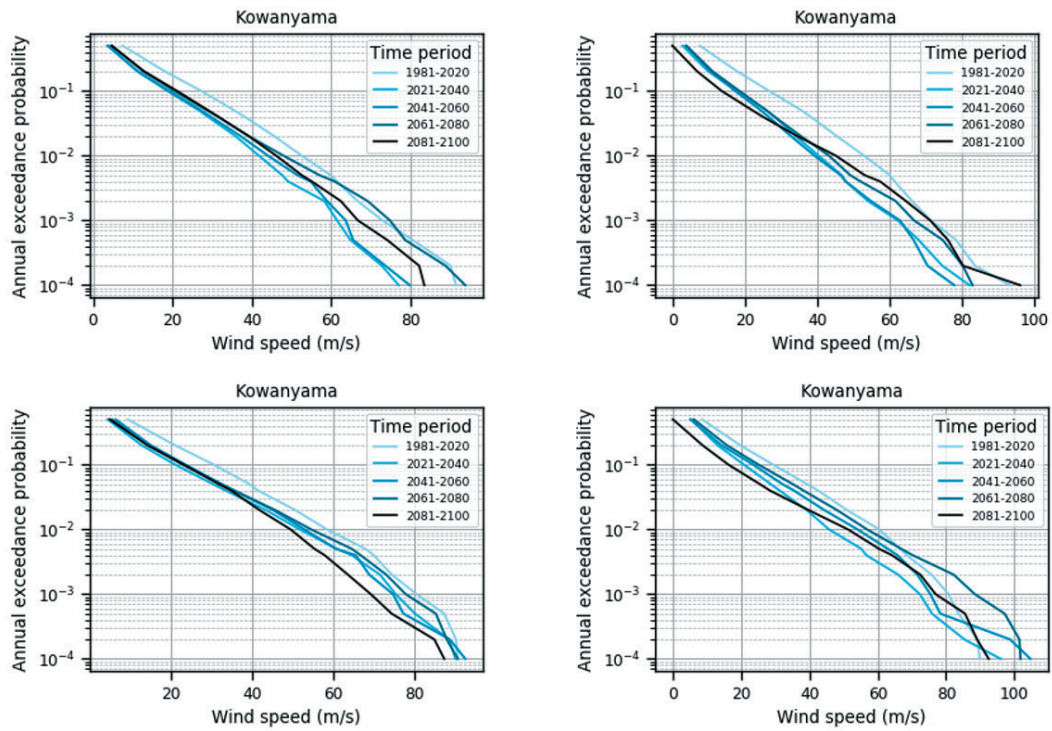 Kowanyama
Annual exceedance probability
10⁻¹
10⁻²
10⁻³
10⁻⁴
Time period
1981-2020
2021-2040
2041-2060
2061-2080
2081-2100
0 20 40 60 80
Wind speed (m/s)
Kowanyama
Annual exceedance probability
10⁻¹
10⁻²
10⁻³
10⁻⁴
Time period
1981-2020
2021-2040
2041-2060
2061-2080
2081-2100
0 20 40 60 80 100
Wind speed (m/s)
Kowanyama
Annual exceedance probability
10⁻¹
10⁻²
10⁻³
10⁻⁴
Time period
1981-2020
2021-2040
2041-2060
2061-2080
2081-2100
20 40 60 80
Wind speed (m/s)
Kowanyama
Annual exceedance probability
10⁻¹
10⁻²
10⁻³
10⁻⁴
Time period
1981-2020
2021-2040
2041-2060
2061-2080
2081-2100
0 20 40 60 80 100
Wind speed (m/s)